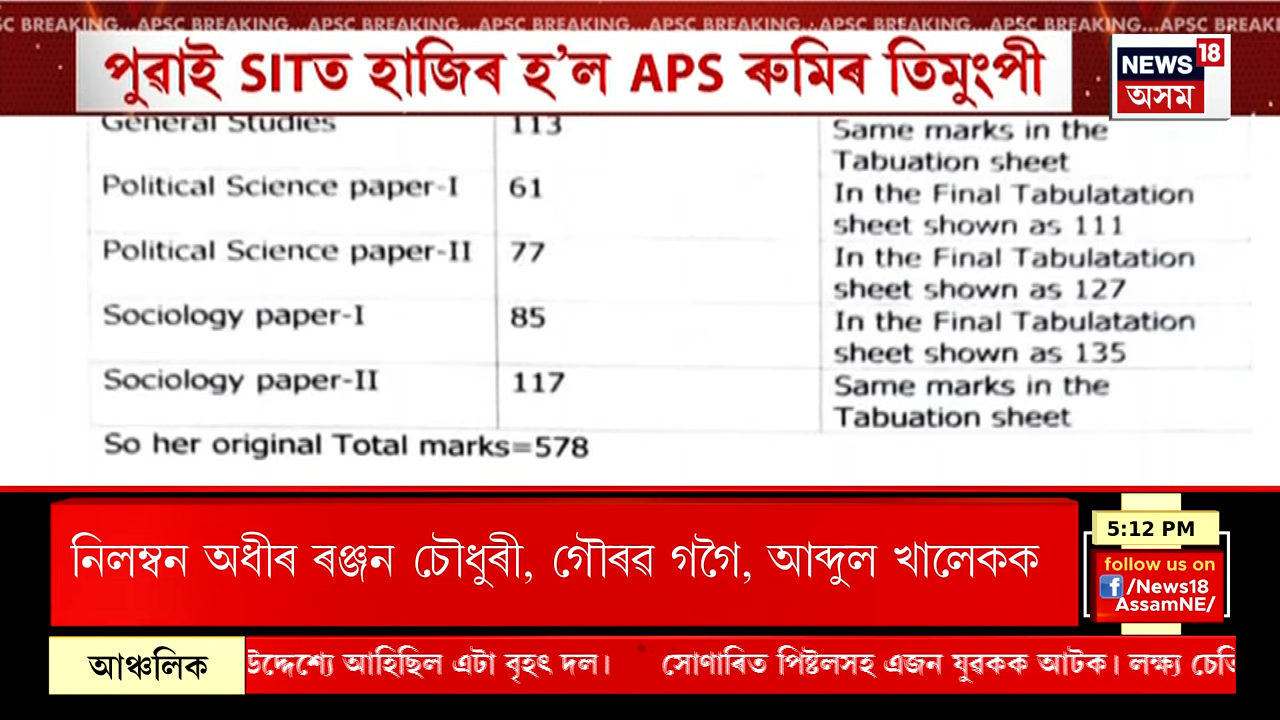 APSC BREAKING...APSC BREAKING...APSC BREAKING...APSC BREAKING...APSC BREAKING...APSC BREAKING...APSC BREAKING
পুৱাই SITত হাজিৰ হ’ল APS ৰুমিৰ তিমুংপী
NEWS 18
অসম
General Studies 113 Same marks in the
Tabuation sheet
Political Science paper-I 61 In the Final Tabulatation
sheet shown as 111
Political Science paper-II 77 In the Final Tabulatation
sheet shown as 127
Sociology paper-I 85 In the Final Tabulatation
sheet shown as 135
Sociology paper-II 117 Same marks in the
Tabuation sheet
So her original Total marks=578
নিলম্বন অধীৰ ৰঞ্জন চৌধুৰী, গৌৰৱ গগৈ, আব্দুল খালেকক
5:12 PM
follow us on
f/News18
AssamNE/
আঞ্চলিক উদ্দেশ্যে আহিছিল এটা বৃহৎ দল। সোণাৰিত পিষ্টলসহ এজন যুৱকক আটক। লক্ষ্য